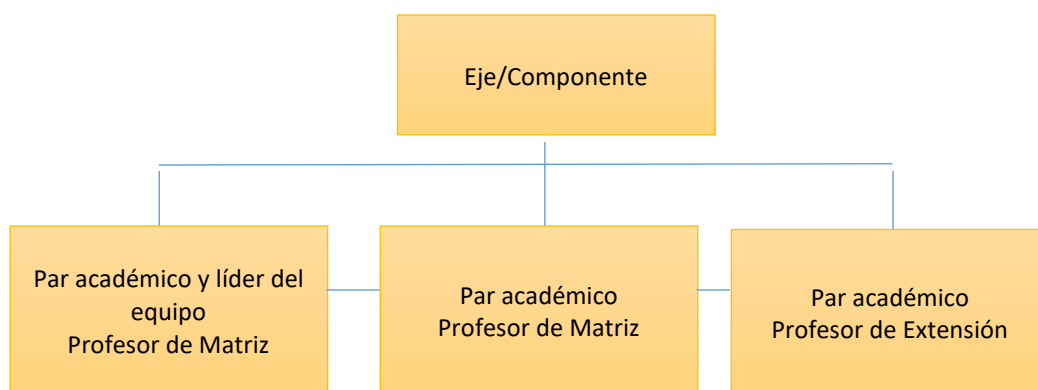 Eje/Componente
Par académico y líder del
equipo
Profesor de Matriz
Par académico
Profesor de Matriz
Par académico
Profesor de Extensión